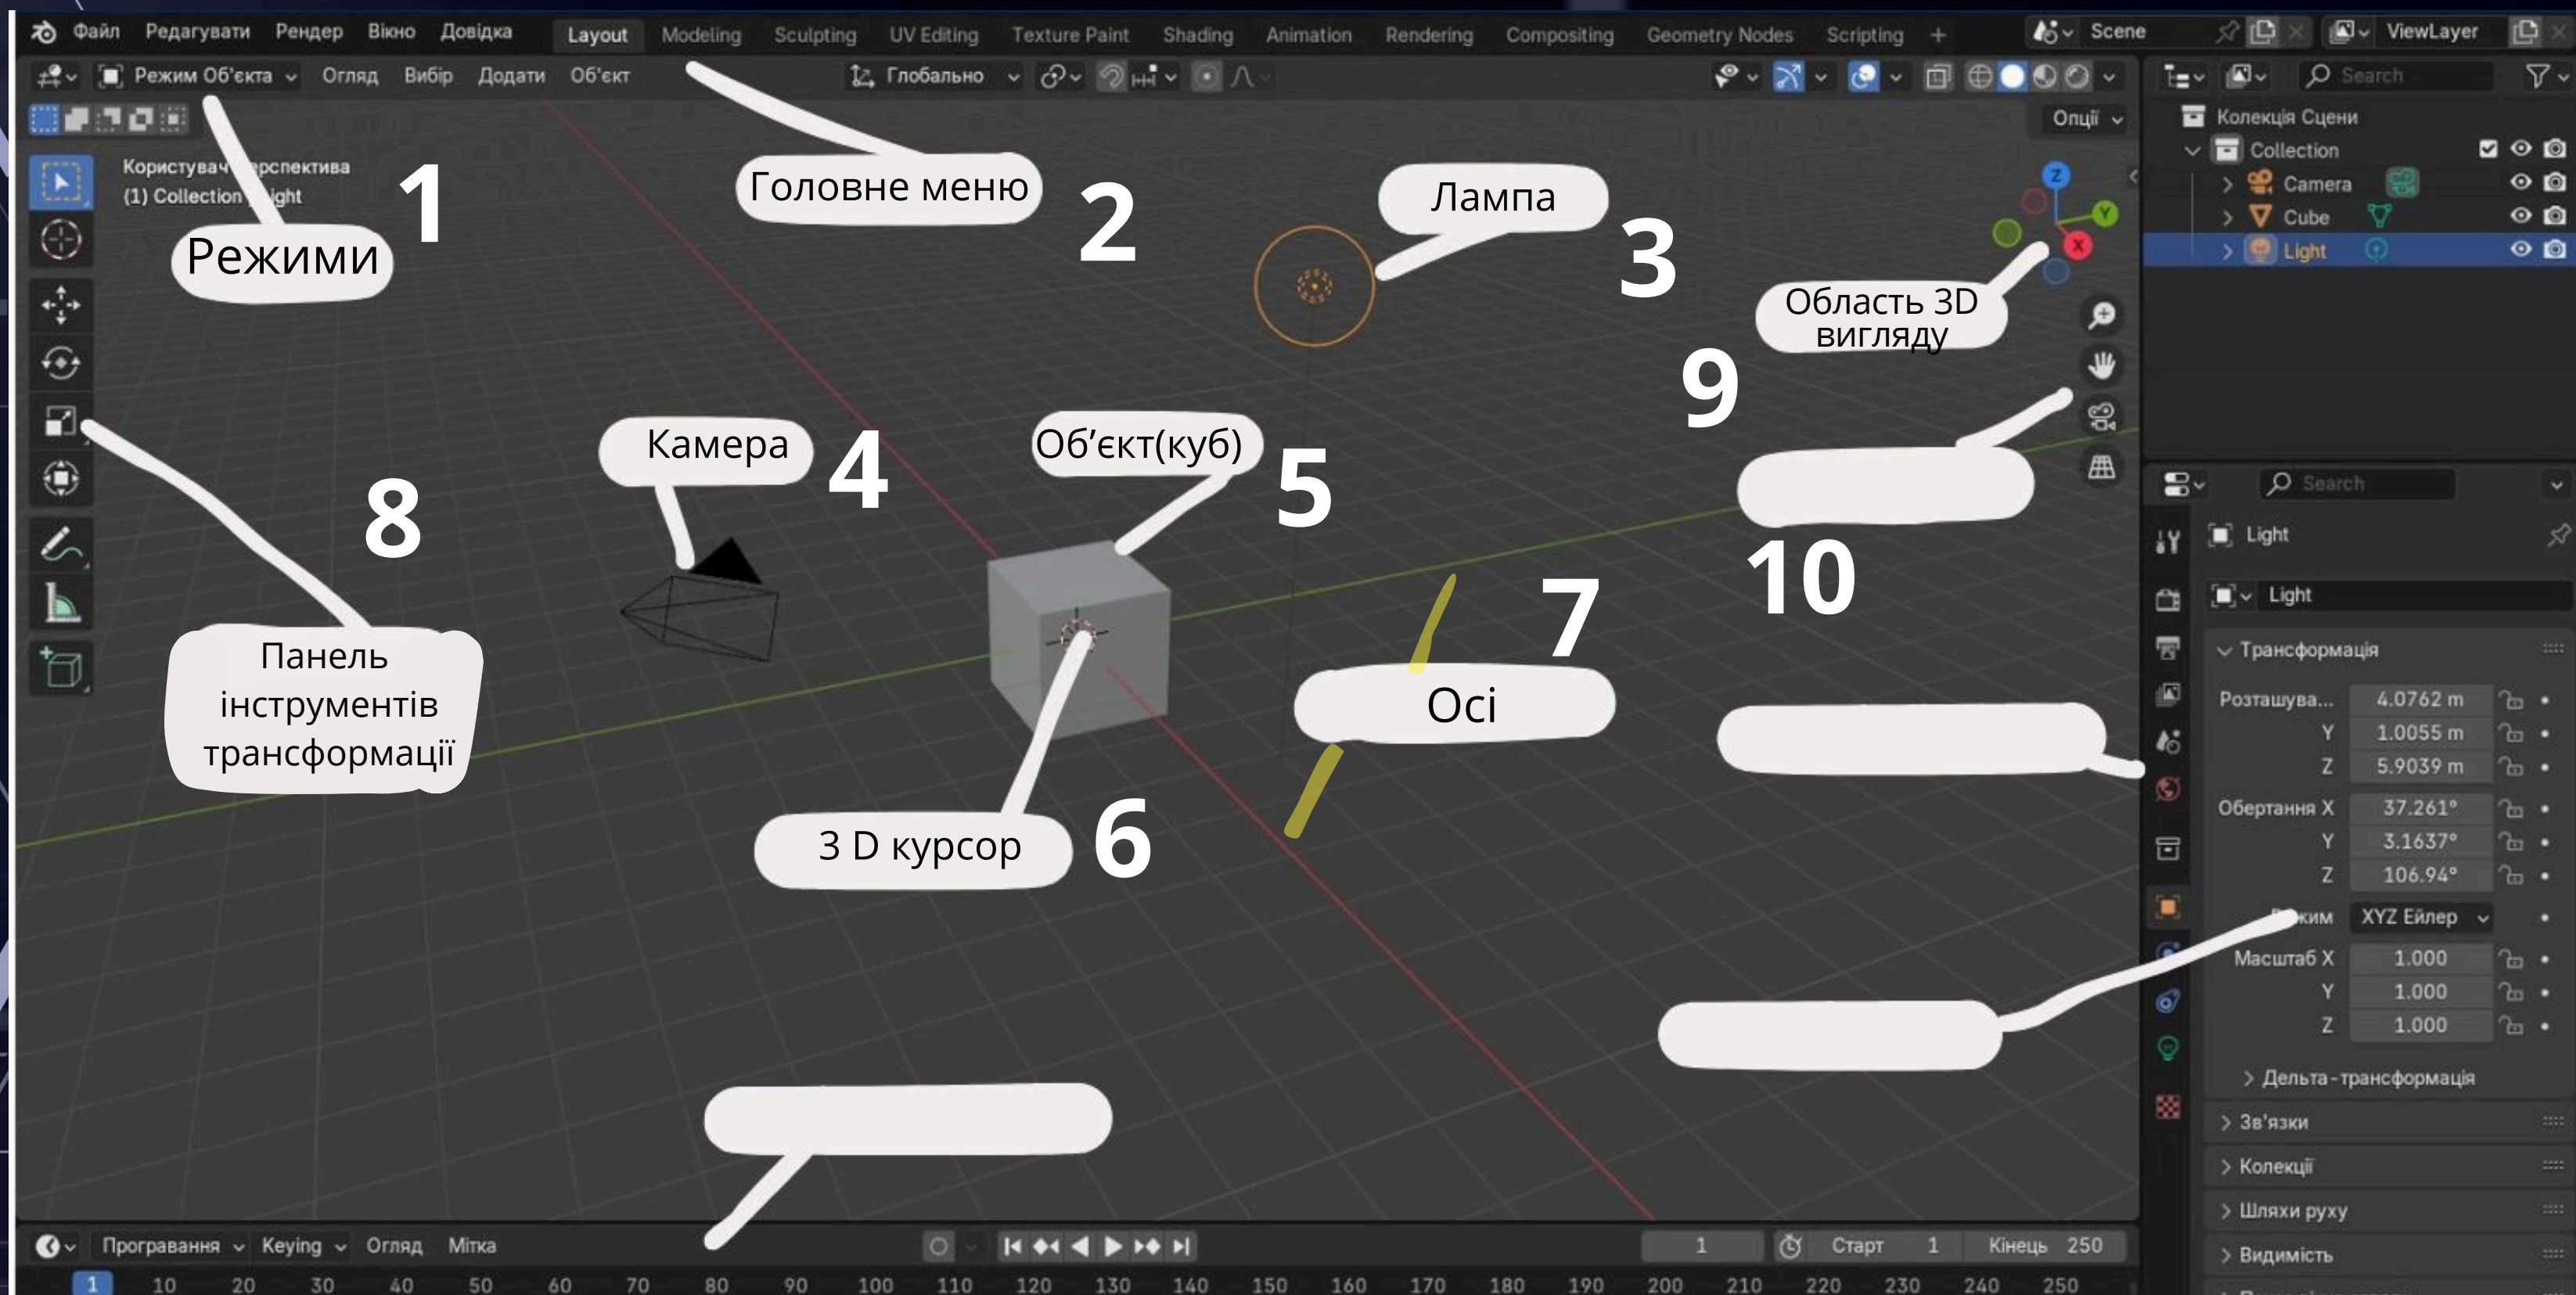 Файл Редагувати Рендер Вікно Довідка Layout Modeling Sculpting UV Editing Texture Paint Shading Animation Rendering Compositing Geometry Nodes Scripting + Scene ViewLayer
Режим Об'єкта Огляд Вибір Додати Об'єкт Глобально Search
Опції
Колекція Сцени
Collection
Camera
Cube
Light
(1) Collection
Режими
1
Головне меню
2
Лампа
3
Z
Y
X
Область 3D
вигляду
9
Камера
4
Об’єкт(куб)
5
8
10
7
Осі
Панель
інструментів
трансформації
3 D курсор
6
Search
Light
Light
Трансформація
Розташува... 4.0762 m
Y 1.0055 m
Z 5.9039 m
Обертання X 37.261°
Y 3.1637°
Z 106.94°
XYZ Ейлер
Масштаб X 1.000
Y 1.000
Z 1.000
Дельта-трансформація
Зв'язки
Колекції
Шляхи руху
Видимість
Програвання Keying Огляд Мітка 1 Старт 1 Кінець 250
1 10 20 30 40 50 60 70 80 90 100 110 120 130 140 150 160 170 180 190 200 210 220 230 240 250